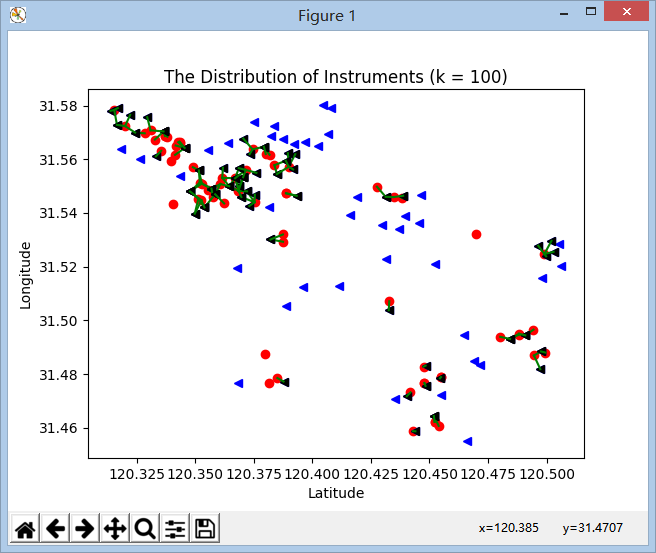 Figure 1
The Distribution of Instruments (k = 100)
31.58
31.56
31.54
31.52
31.50
31.48
31.46
Longitude
120.325 120.350 120.375 120.400 120.425 120.450 120.475 120.500
Latitude
x=120.385 y=31.4707